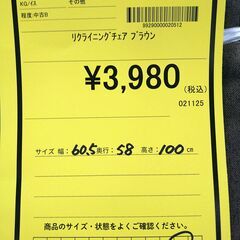 KG/イス その他
程度:中古B
99290000020512
リクライニングチェア ブラウン
¥3,980
(税込)
021125
サイズ 幅:60.5 奥行:58 高さ:100cm
商品のサイズ・状態をよくご確認ください。